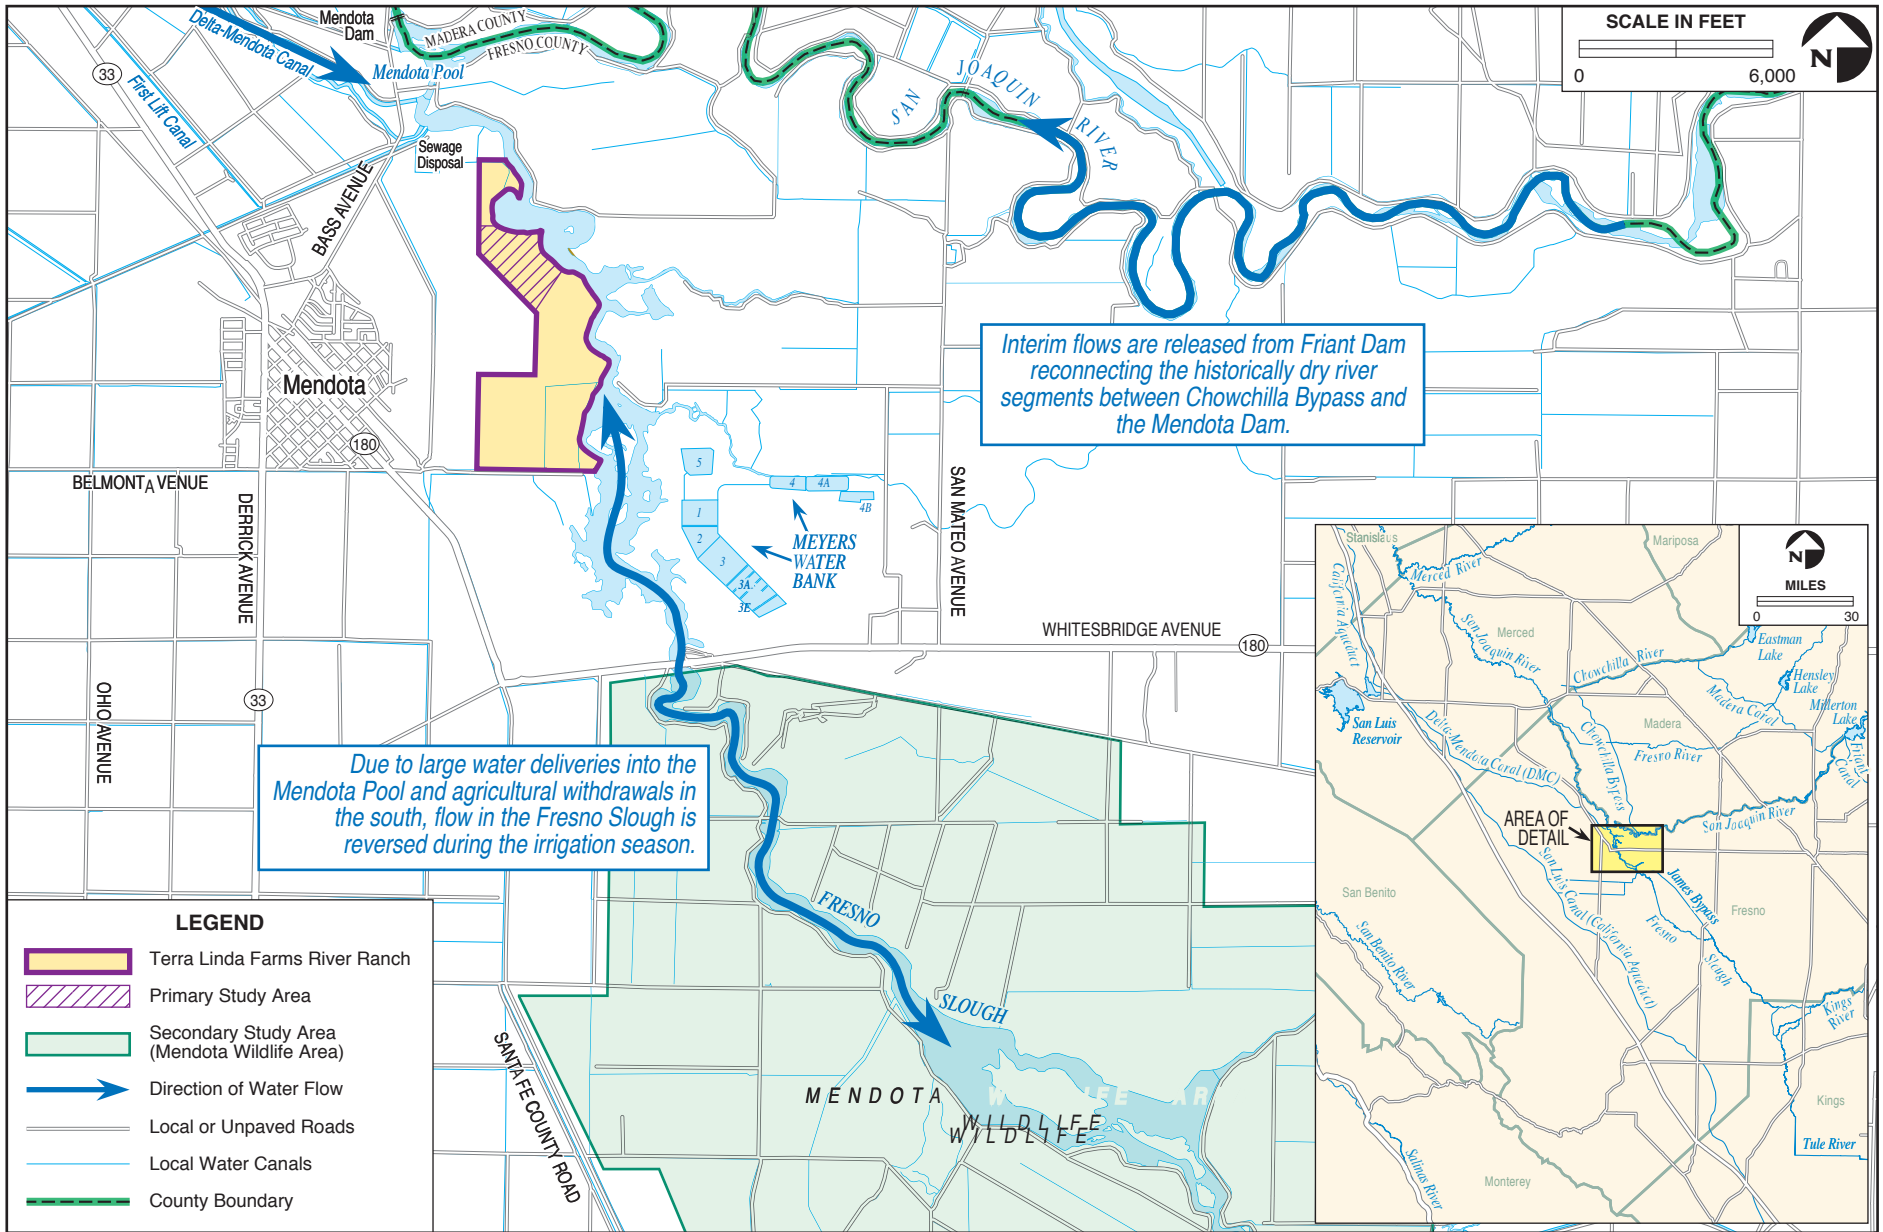 Mendota
Dam
MADERA COUNTY
FRESNO COUNTY
Delta-Mendota Canal
Mendota Pool
33
First Lift Canal
Sewage
Disposal
BASS AVENUE
SAN
JOAQUIN
RIVER
SCALE IN FEET
0 6,000
N
Mendota
180
BELMONTA VENUE
DERRICK AVENUE
OHIO AVENUE
33
Interim flows are released from Friant Dam
reconnecting the historically dry river
segments between Chowchilla Bypass and
the Mendota Dam.
5
4 4A
4B
1
2
3
3A
3E
MEYERS
WATER
BANK
SAN MATEO AVENUE
WHITESBRIDGE AVENUE
180
Due to large water deliveries into the
Mendota Pool and agricultural withdrawals in
the south, flow in the Fresno Slough is
reversed during the irrigation season.
FRESNO
SLOUGH
SANTA FE COUNTY ROAD
MENDOTA
W IFE AR
WILDLIFE
WILDLIFE
LEGEND
Terra Linda Farms River Ranch
Primary Study Area
Secondary Study Area
(Mendota Wildlife Area)
Direction of Water Flow
Local or Unpaved Roads
Local Water Canals
County Boundary
N
MILES
0 30
Stanislaus
Mariposa
California Aqueduct
Merced River
Merced
San Joaquin River
Chowchilla River
Eastman
Lake
Hensley
Lake
Madera Canal
Millerton
Lake
Friant
Canal
San Luis
Reservoir
Delta-Mendota Canal (DMC)
Chowchilla Bypass
Madera
Fresno River
San Joaquin River
AREA OF
DETAIL
San Luis Canal (California Aqueduct)
James Bypass
Fresno
Slough
Fresno
San Benito
San Benito River
Kings
River
Kings
Tule River
Salinas River
Monterey